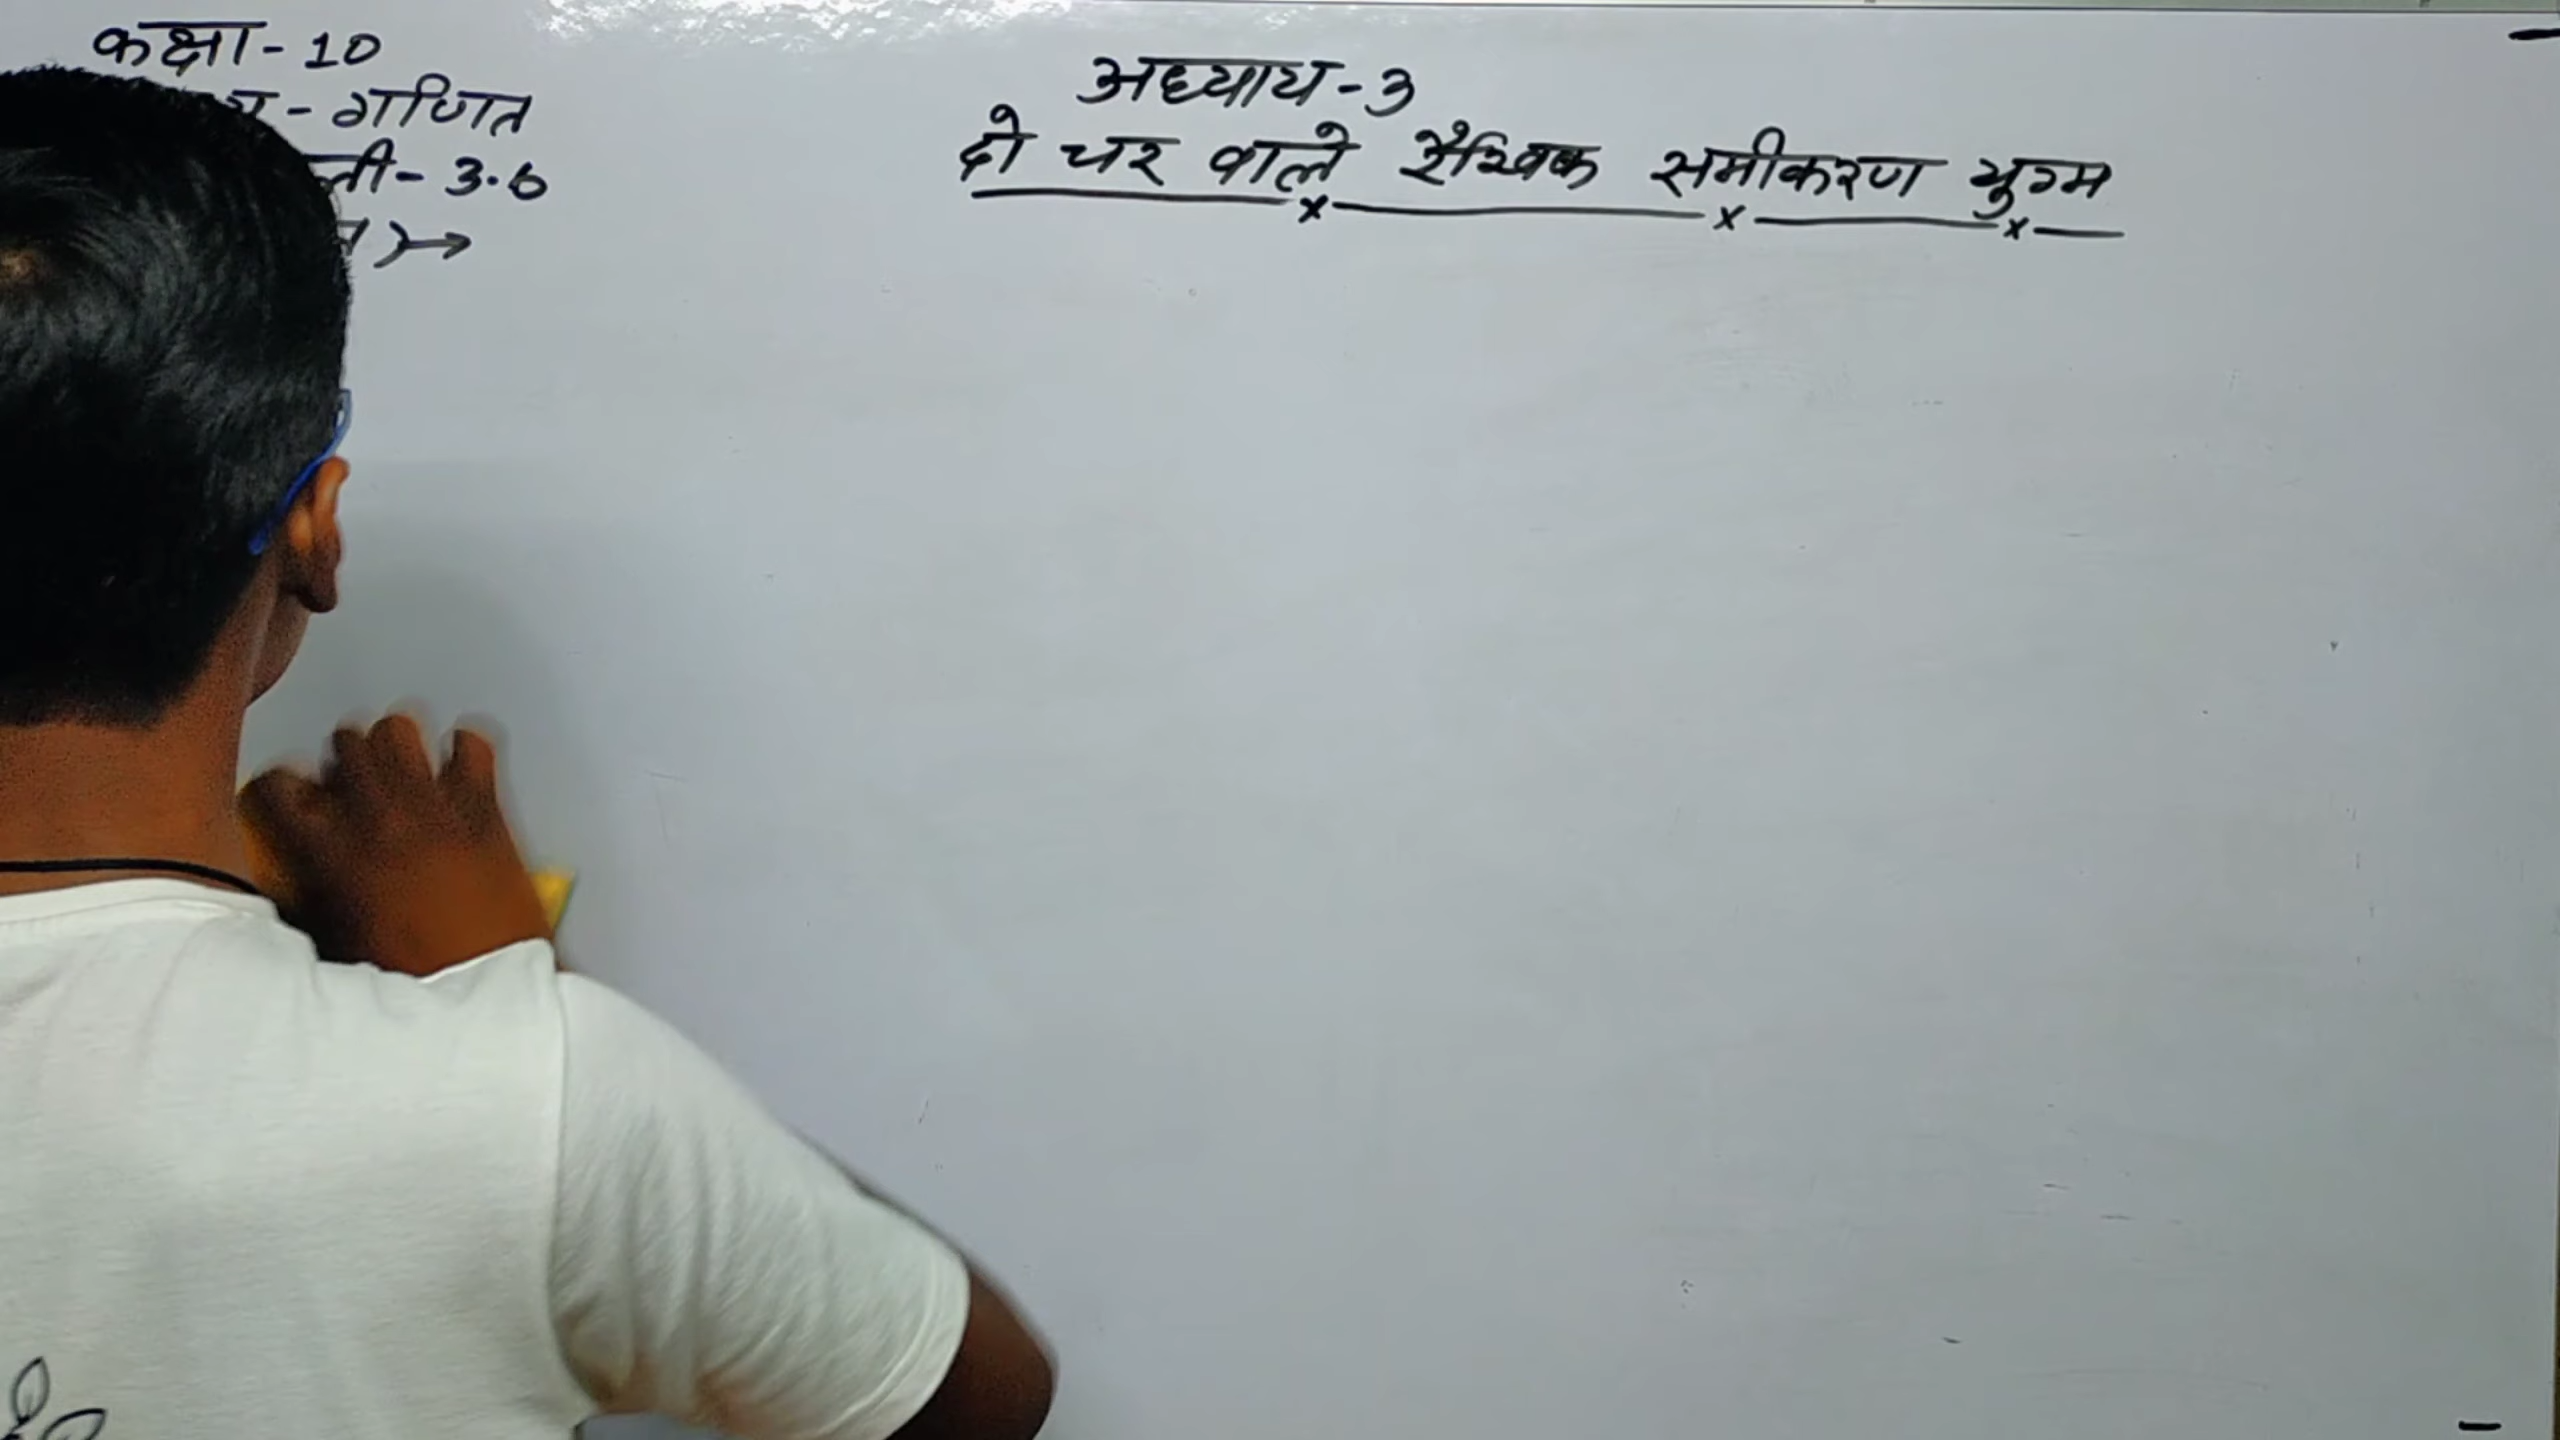 कक्षा - 10
- गणित
- 3.6
अध्याय - 3
दो चर वाले रैखिक समीकरण युग्म